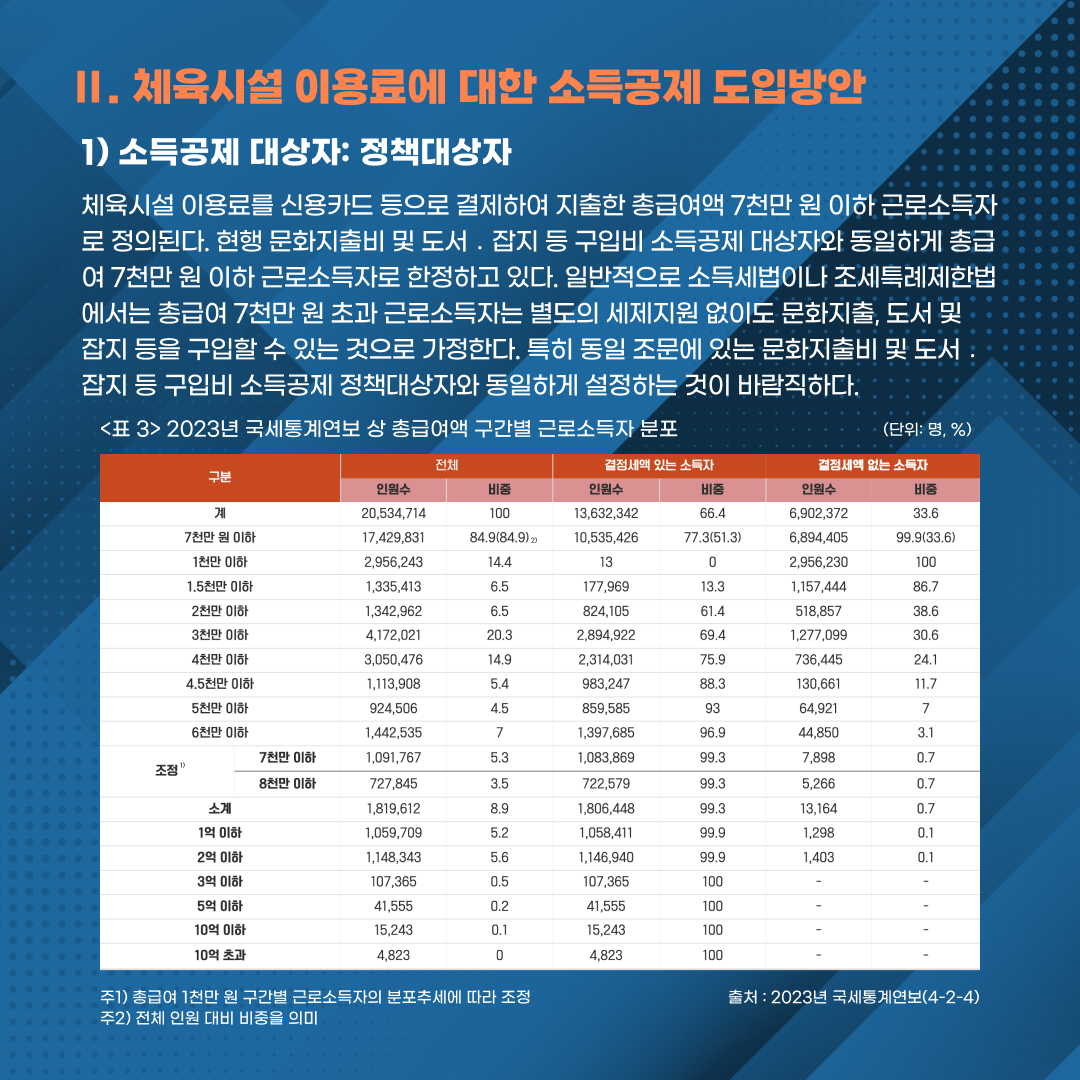 II. 체육시설 이용료에 대한 소득공제 도입방안
1) 소득공제 대상자: 정책대상자
체육시설 이용료를 신용카드 등으로 결제하여 지출한 총급여액 7천만 원 이하 근로소득자
로 정의된다. 현행 문화지출비 및 도서 · 잡지 등 구입비 소득공제 대상자와 동일하게 총급
여 7천만 원 이하 근로소득자로 한정하고 있다. 일반적으로 소득세법이나 조세특례제한법
에서는 총급여 7천만 원 초과 근로소득자는 별도의 세제지원 없이도 문화지출, 도서 및
잡지 등을 구입할 수 있는 것으로 가정한다. 특히 동일 조문에 있는 문화지출비 및 도서 ·
잡지 등 구입비 소득공제 정책대상자와 동일하게 설정하는 것이 바람직하다.
<표 3> 2023년 국세통계연보 상 총급여액 구간별 근로소득자 분포 (단위: 명, %)
구분 전체 결정세액 있는 소득자 결정세액 없는 소득자
인원수 비중 인원수 비중 인원수 비중
계 20,534,714 100 13,632,342 66.4 6,902,372 33.6
7천만 원 이하 17,429,831 84.9(84.9) 2) 10,535,426 77.3(51.3) 6,894,405 99.9(33.6)
1천만 이하 2,956,243 14.4 13 0 2,956,230 100
1.5천만 이하 1,335,413 6.5 177,969 13.3 1,157,444 86.7
2천만 이하 1,342,962 6.5 824,105 61.4 518,857 38.6
3천만 이하 4,172,021 20.3 2,894,922 69.4 1,277,099 30.6
4천만 이하 3,050,476 14.9 2,314,031 75.9 736,445 24.1
4.5천만 이하 1,113,908 5.4 983,247 88.3 130,661 11.7
5천만 이하 924,506 4.5 859,585 93 64,921 7
6천만 이하 1,442,535 7 1,397,685 96.9 44,850 3.1
조정 1) 7천만 이하 1,091,767 5.3 1,083,869 99.3 7,898 0.7
8천만 이하 727,845 3.5 722,579 99.3 5,266 0.7
소계 1,819,612 8.9 1,806,448 99.3 13,164 0.7
1억 이하 1,059,709 5.2 1,058,411 99.9 1,298 0.1
2억 이하 1,148,343 5.6 1,146,940 99.9 1,403 0.1
3억 이하 107,365 0.5 107,365 100 - -
5억 이하 41,555 0.2 41,555 100 - -
10억 이하 15,243 0.1 15,243 100 - -
10억 초과 4,823 0 4,823 100 - -
주1) 총급여 1천만 원 구간별 근로소득자의 분포추세에 따라 조정 출처 : 2023년 국세통계연보(4-2-4)
주2) 전체 인원 대비 비중을 의미